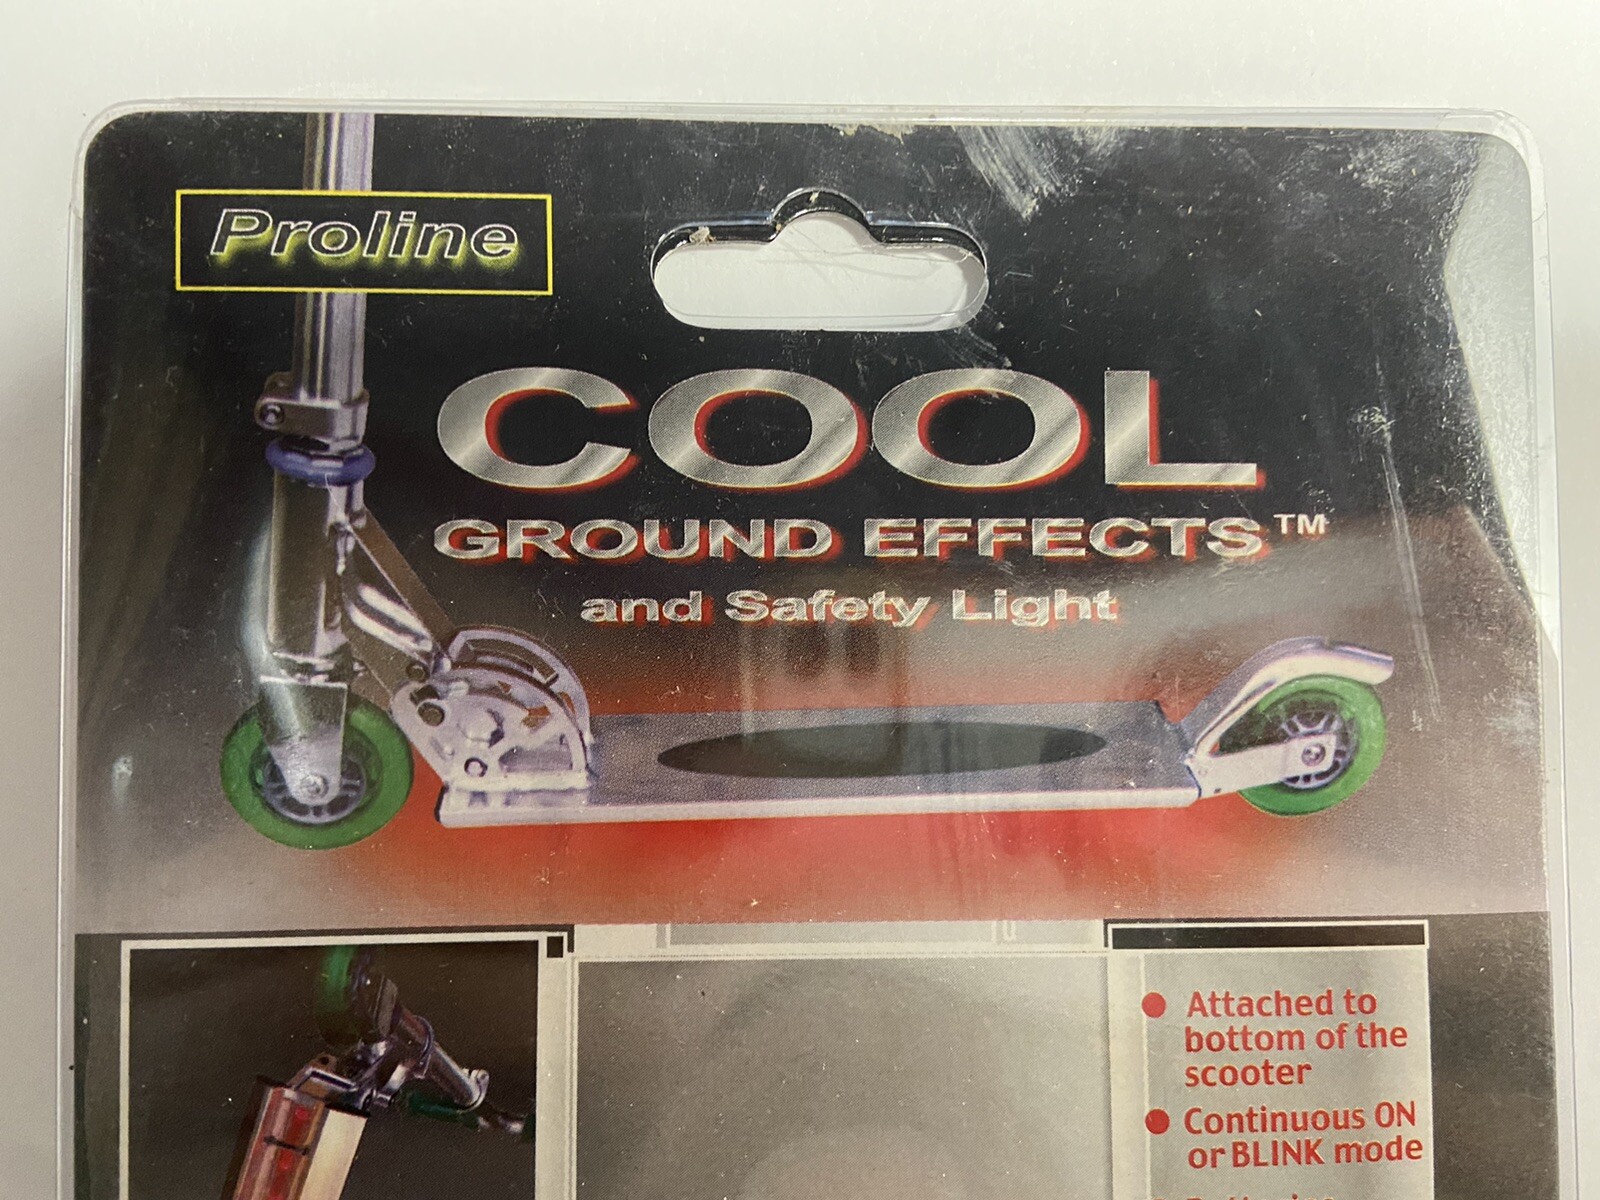 Proline
COOL
GROUND EFFECTS™
and Safety Light
● Attached to
bottom of the
scooter
● Continuous ON
or BLINK mode